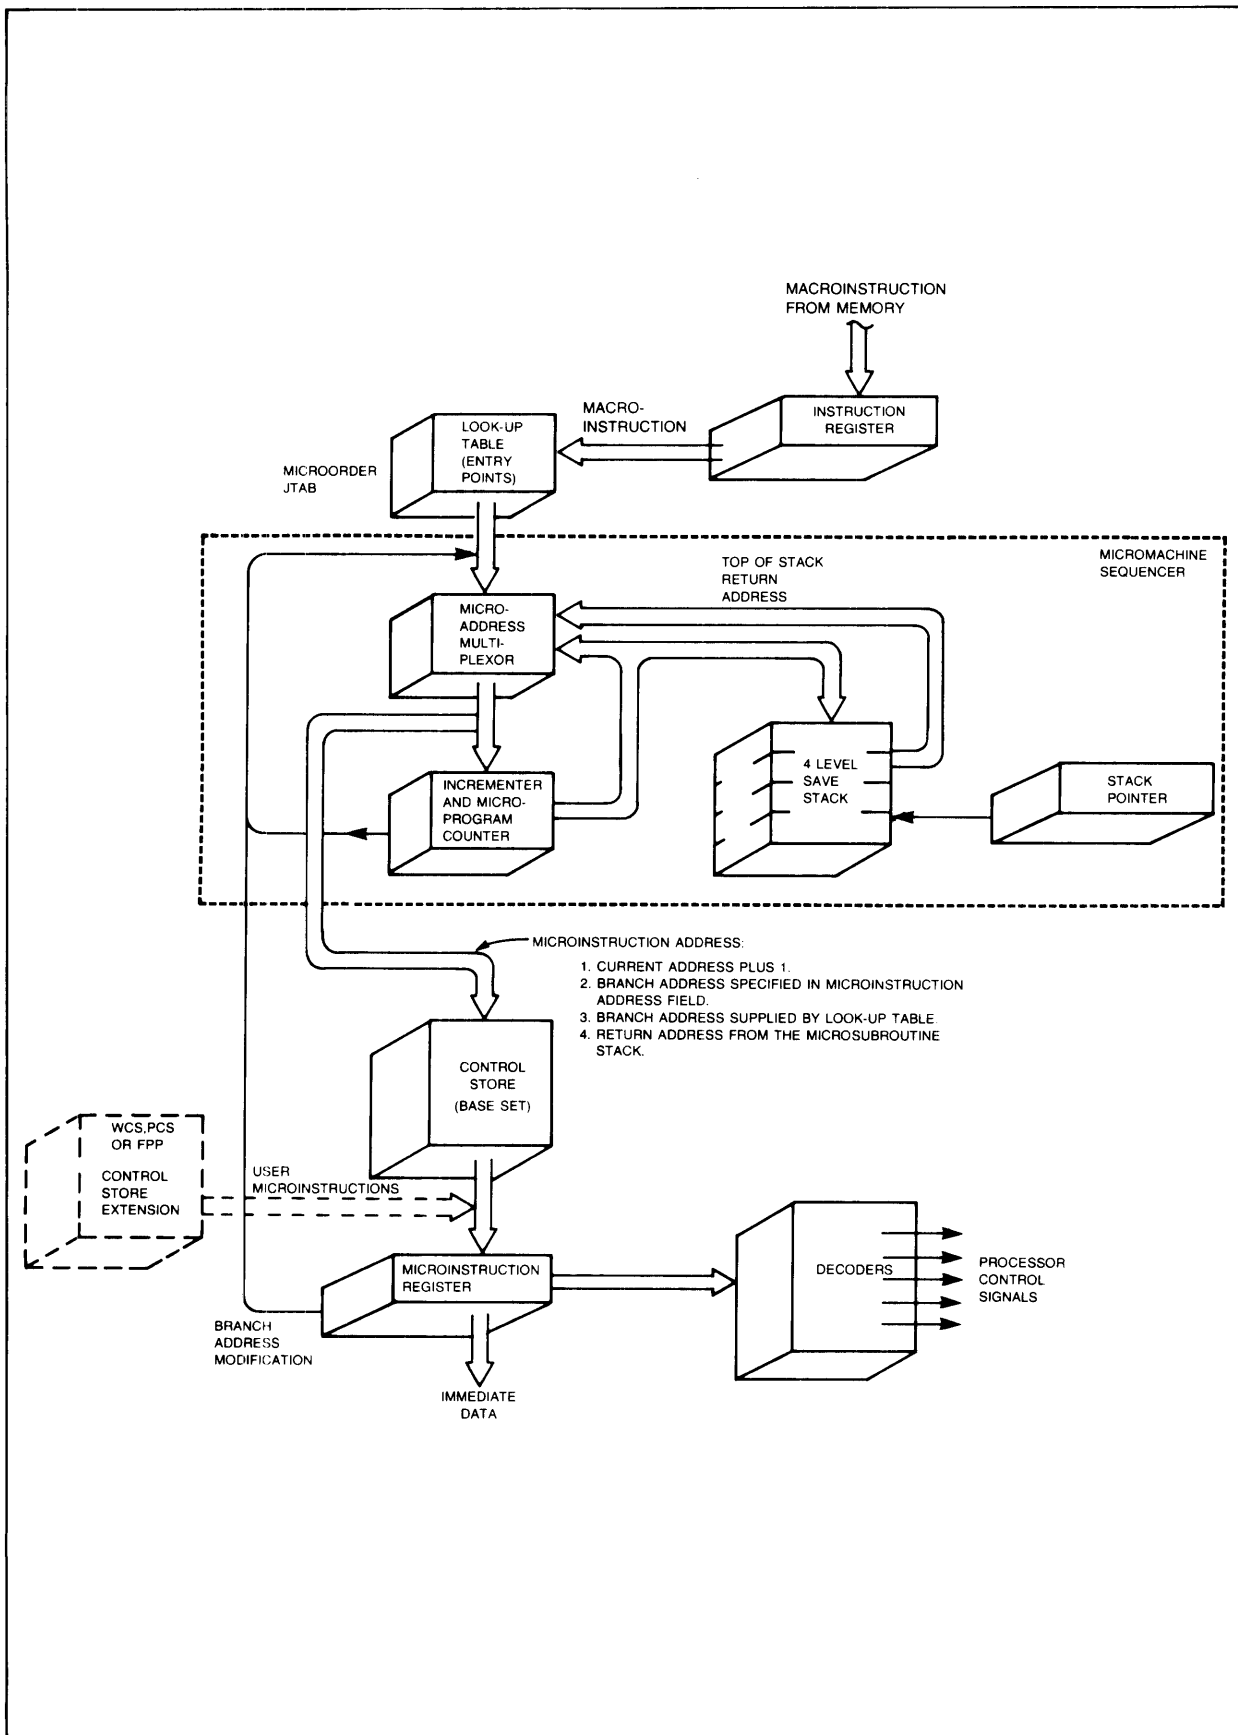 MACROINSTRUCTION
FROM MEMORY
MACRO-
INSTRUCTION
INSTRUCTION
REGISTER
LOOK-UP
TABLE
(ENTRY
POINTS)
MICROORDER
JTAB
MICROMACHINE
SEQUENCER
TOP OF STACK
RETURN
ADDRESS
MICRO-
ADDRESS
MULTI-
PLEXOR
4 LEVEL
SAVE
STACK
STACK
POINTER
INCREMENTER
AND MICRO-
PROGRAM
COUNTER
MICROINSTRUCTION ADDRESS:
1. CURRENT ADDRESS PLUS 1.
2. BRANCH ADDRESS SPECIFIED IN MICROINSTRUCTION
ADDRESS FIELD.
3. BRANCH ADDRESS SUPPLIED BY LOOK-UP TABLE
4. RETURN ADDRESS FROM THE MICROSUBROUTINE
STACK.
CONTROL
STORE
(BASE SET)
WCS,PCS
OR FPP
CONTROL
STORE
EXTENSION
USER
MICROINSTRUCTIONS
MICROINSTRUCTION
REGISTER
DECODERS
PROCESSOR
CONTROL
SIGNALS
BRANCH
ADDRESS
MODIFICATION
IMMEDIATE
DATA